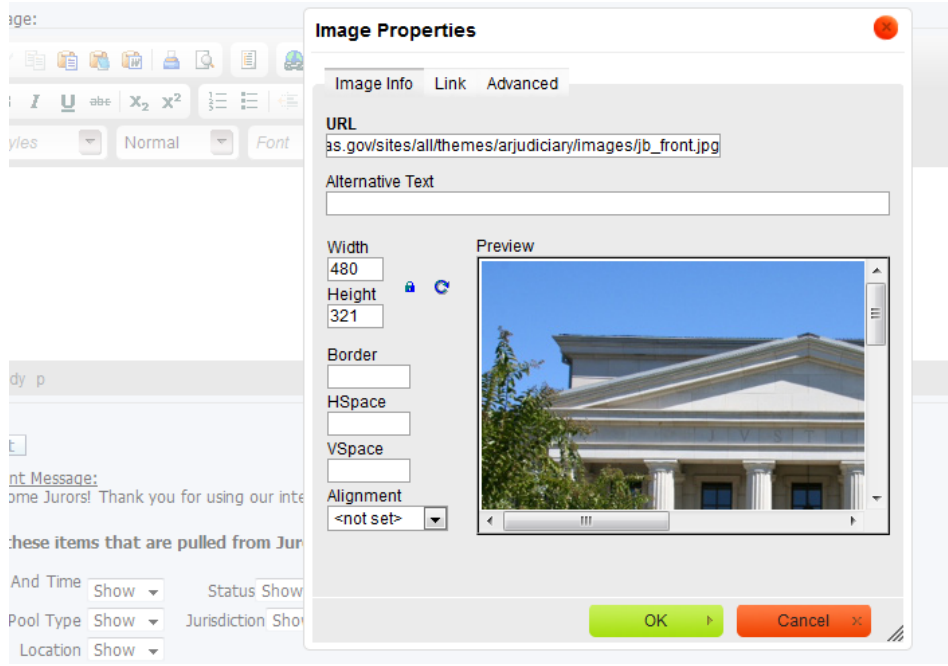 age:
Image Properties
Image Info Link Advanced
I U abc X₂ X²
URL
as.gov/sites/all/themes/arjudiciary/images/jb_front.jpg
yles Normal Font
Alternative Text
Width
480
Height
321
Preview
J V S T I
Border
HSpace
VSpace
Alignment
<not set>
dy p
t
nt Message:
ome Jurors! Thank you for using our inte
these items that are pulled from Jur
And Time Show Status Show
Pool Type Show Jurisdiction Sho
Location Show
OK Cancel